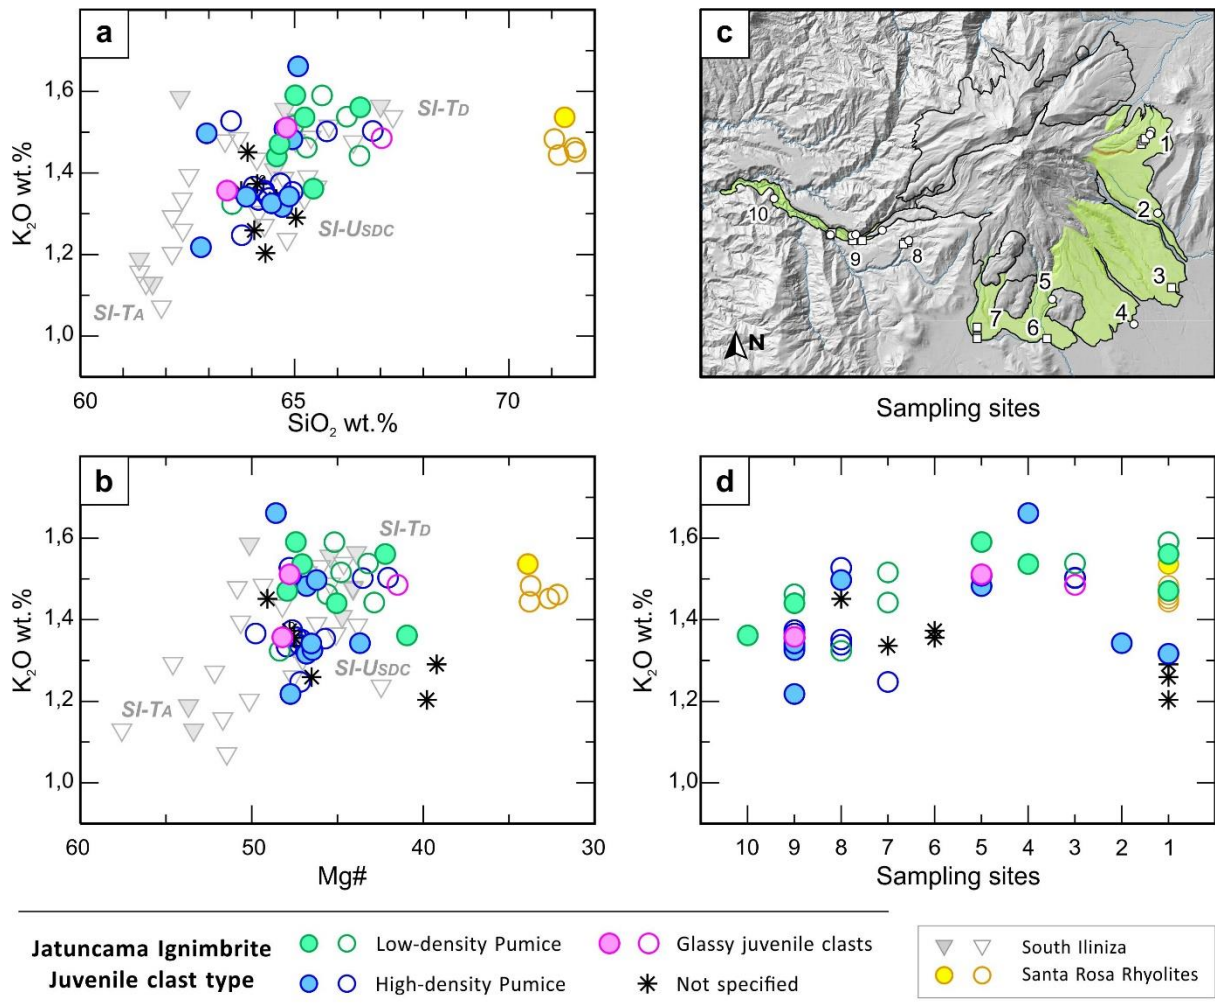 a
K₂O wt.%
1,6
1,4
1,2
1,0
SI-TD
SI-USDC
SI-TA
60
65
70
SiO₂ wt.%
b
K₂O wt.%
1,6
1,4
1,2
1,0
SI-TD
SI-USDC
SI-TA
60
50
40
30
Mg#
c
1
2
3
4
5
6
7
8
9
10
N
Sampling sites
d
K₂O wt.%
1,6
1,4
1,2
1,0
10 9 8 7 6 5 4 3 2 1
Sampling sites
Jatuncama Ignimbrite
Juvenile clast type
Low-density Pumice
High-density Pumice
Glassy juvenile clasts
Not specified
South Iliniza
Santa Rosa Rhyolites